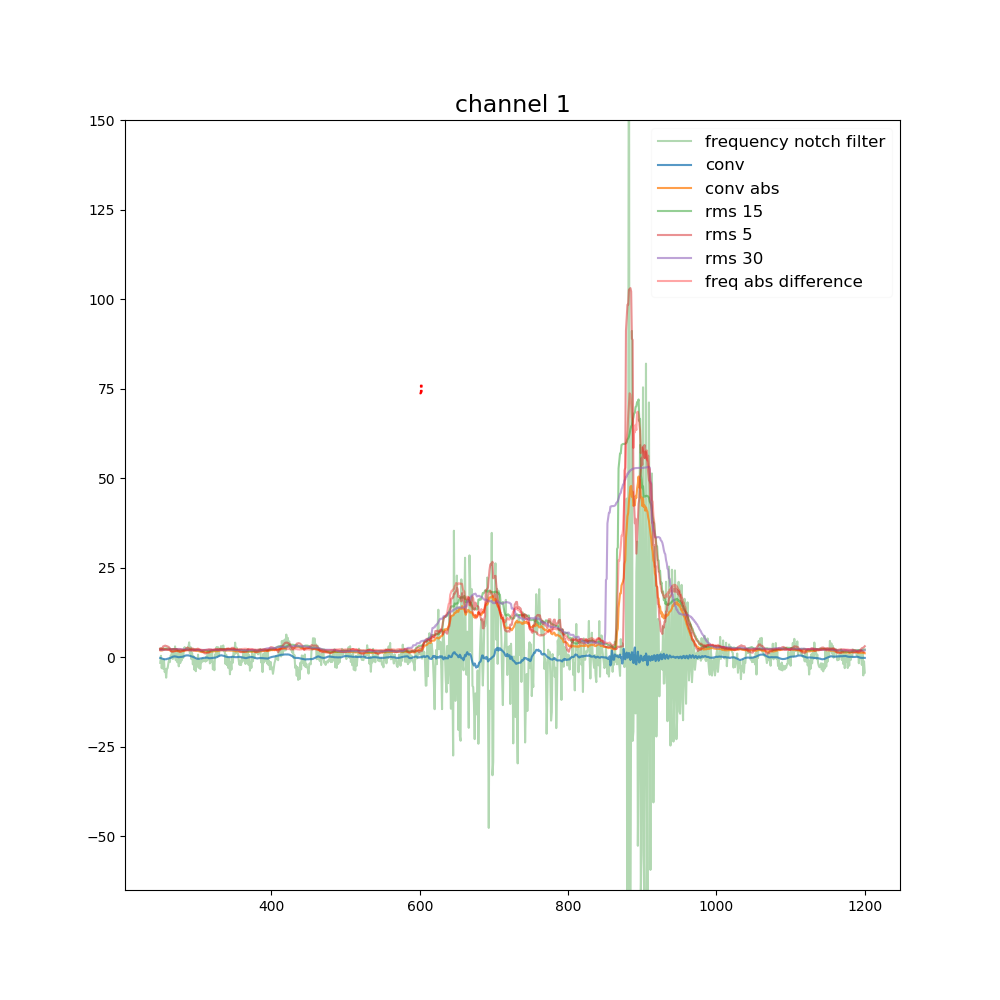 channel 1
150
125
100
75
50
25
0
−25
−50
frequency notch filter
conv
conv abs
rms 15
rms 5
rms 30
freq abs difference
;
400 600 800 1000 1200